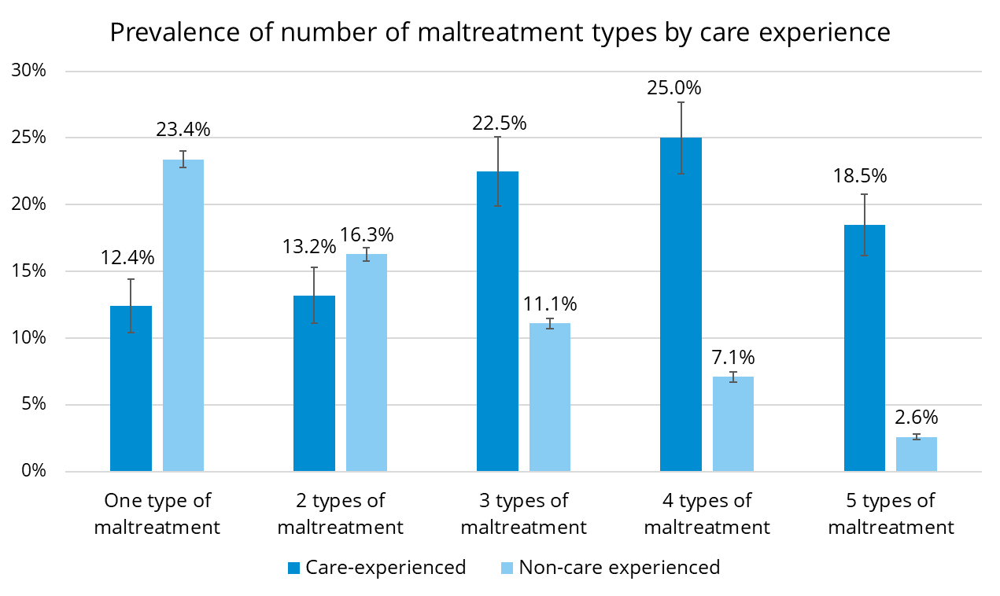 Prevalence of number of maltreatment types by care experience
30%
25%
20%
15%
10%
5%
0%
12.4%
23.4%
13.2%
16.3%
22.5%
11.1%
25.0%
7.1%
18.5%
2.6%
One type of
maltreatment
2 types of
maltreatment
3 types of
maltreatment
4 types of
maltreatment
5 types of
maltreatment
Care-experienced
Non-care experienced